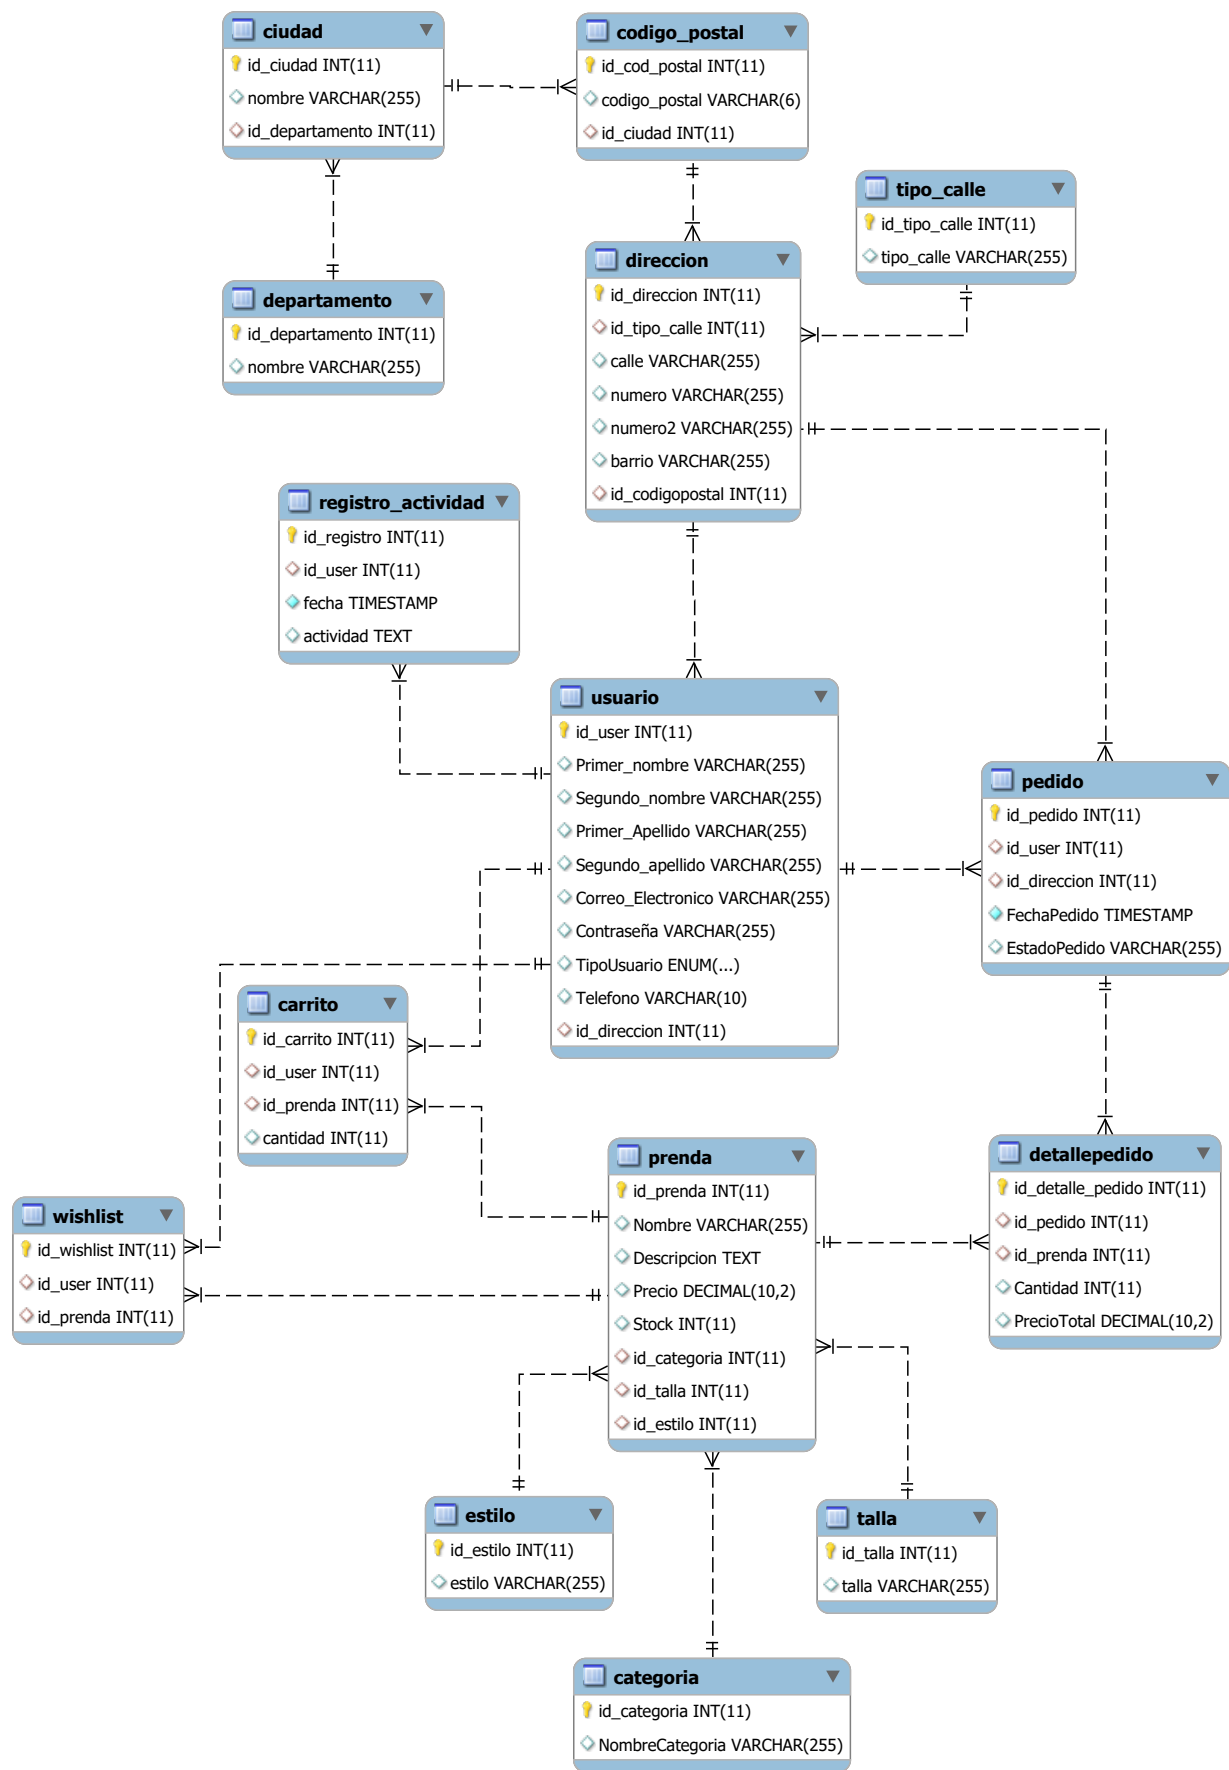 ciudad
id_ciudad INT(11)
nombre VARCHAR(255)
id_departamento INT(11)
codigo_postal
id_cod_postal INT(11)
codigo_postal VARCHAR(6)
id_ciudad INT(11)
tipo_calle
id_tipo_calle INT(11)
tipo_calle VARCHAR(255)
direccion
id_direccion INT(11)
id_tipo_calle INT(11)
calle VARCHAR(255)
numero VARCHAR(255)
numero2 VARCHAR(255)
barrio VARCHAR(255)
id_codigopostal INT(11)
departamento
id_departamento INT(11)
nombre VARCHAR(255)
registro_actividad
id_registro INT(11)
id_user INT(11)
fecha TIMESTAMP
actividad TEXT
usuario
id_user INT(11)
Primer_nombre VARCHAR(255)
Segundo_nombre VARCHAR(255)
Primer_Apellido VARCHAR(255)
Segundo_apellido VARCHAR(255)
Correo_Electronico VARCHAR(255)
Contraseña VARCHAR(255)
TipoUsuario ENUM(...)
Telefono VARCHAR(10)
id_direccion INT(11)
pedido
id_pedido INT(11)
id_user INT(11)
id_direccion INT(11)
FechaPedido TIMESTAMP
EstadoPedido VARCHAR(255)
carrito
id_carrito INT(11)
id_user INT(11)
id_prenda INT(11)
cantidad INT(11)
prenda
id_prenda INT(11)
Nombre VARCHAR(255)
Descripcion TEXT
Precio DECIMAL(10,2)
Stock INT(11)
id_categoria INT(11)
id_talla INT(11)
id_estilo INT(11)
detallepedido
id_detalle_pedido INT(11)
id_pedido INT(11)
id_prenda INT(11)
Cantidad INT(11)
PrecioTotal DECIMAL(10,2)
wishlist
id_wishlist INT(11)
id_user INT(11)
id_prenda INT(11)
estilo
id_estilo INT(11)
estilo VARCHAR(255)
talla
id_talla INT(11)
talla VARCHAR(255)
categoria
id_categoria INT(11)
NombreCategoria VARCHAR(255)